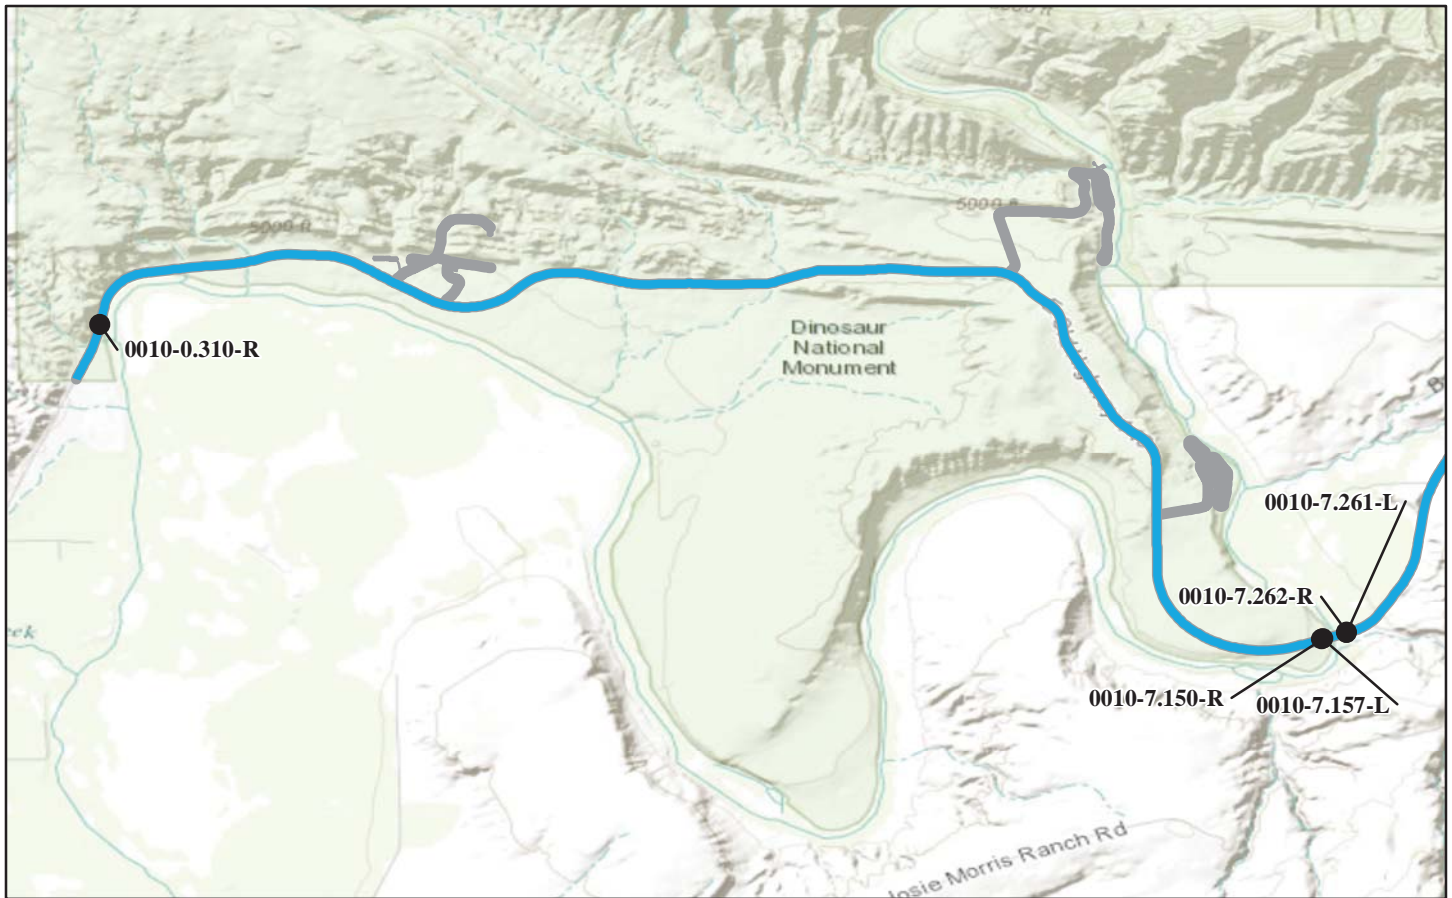 5000 ft
5000 ft
Dinosaur
National
Monument
0010-0.310-R
0010-7.261-L
0010-7.262-R
0010-7.150-R
0010-7.157-L
Josie Morris Ranch Rd